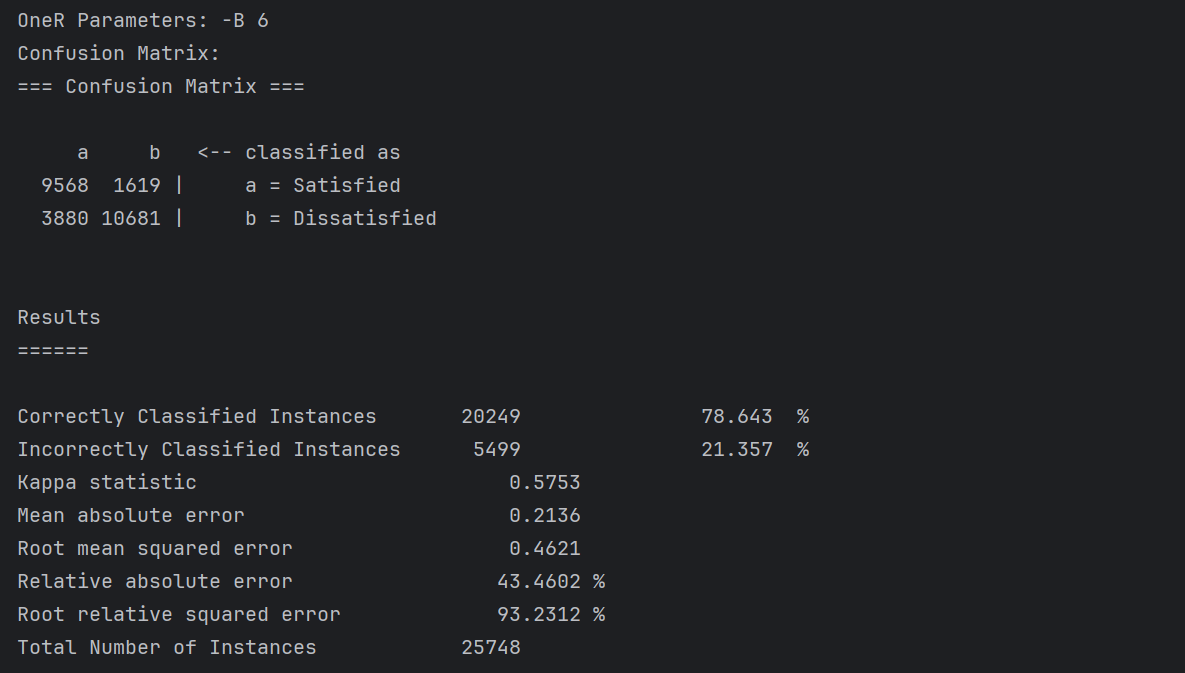 OneR Parameters: -B 6
Confusion Matrix:
=== Confusion Matrix ===
     a     b   <-- classified as
  9568  1619 |     a = Satisfied
  3880 10681 |     b = Dissatisfied
Results
======
Correctly Classified Instances       20249               78.643  %
Incorrectly Classified Instances      5499               21.357  %
Kappa statistic                          0.5753
Mean absolute error                      0.2136
Root mean squared error                  0.4621
Relative absolute error                 43.4602 %
Root relative squared error             93.2312 %
Total Number of Instances            25748